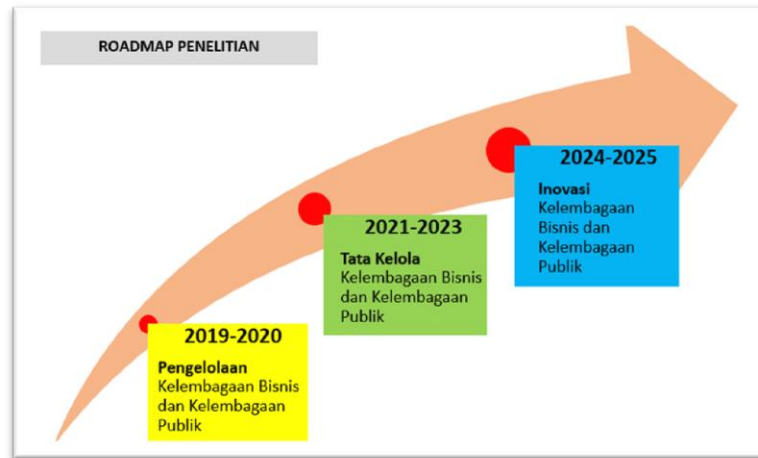 ROADMAP PENELITIAN
2024-2025
Inovasi
Kelembagaan
Bisnis dan
Kelembagaan
Publik
2021-2023
Tata Kelola
Kelembagaan Bisnis
dan Kelembagaan
Publik
2019-2020
Pengelolaan
Kelembagaan Bisnis
dan Kelembagaan
Publik